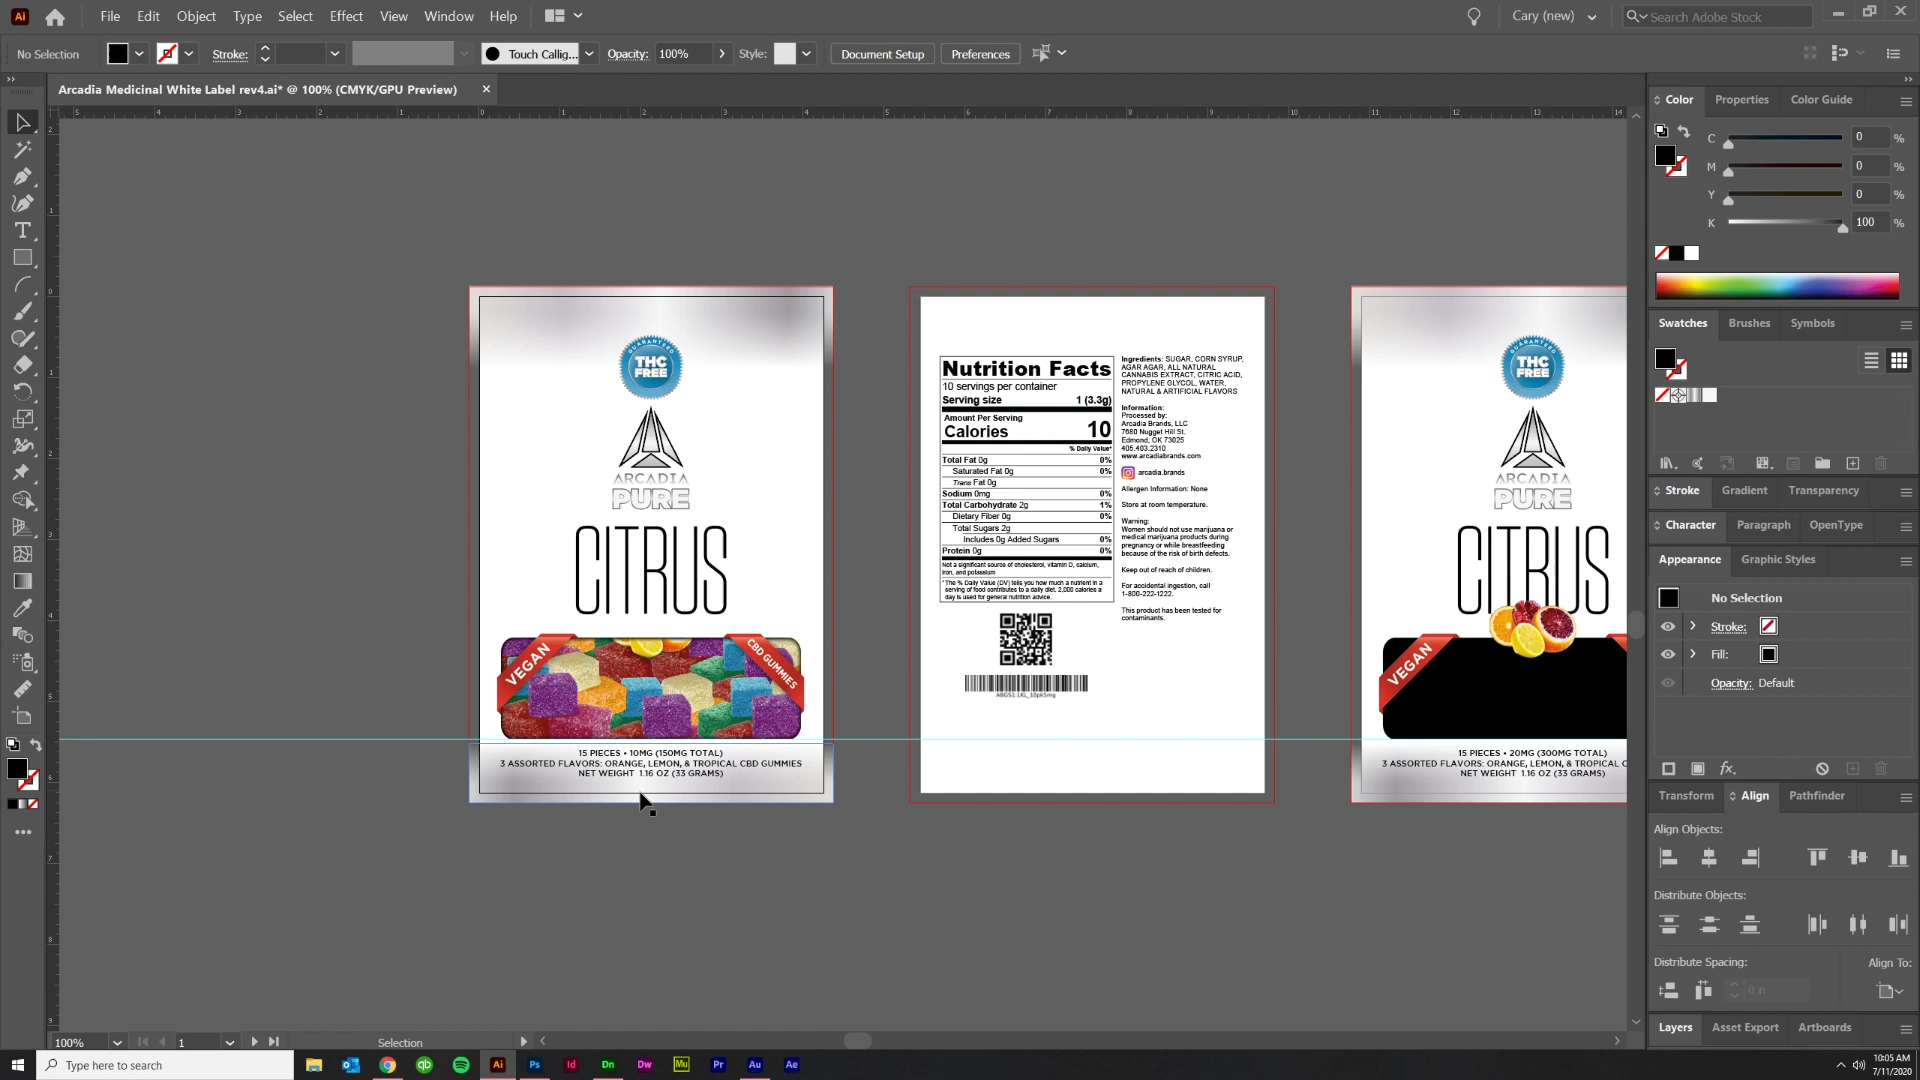 Ai
File Edit Object Type Select Effect View Window Help
Cary (new)
Search Adobe Stock
No Selection
Stroke:
Touch Callig...
Opacity: 100%
Style:
Document Setup
Preferences
Arcadia Medicinal White Label rev4.ai* @ 100% (CMYK/GPU Preview)
Color Properties Color Guide
C 0 %
M 0 %
Y 0 %
K 100 %
Swatches Brushes Symbols
Stroke Gradient Transparency
Character Paragraph OpenType
Appearance Graphic Styles
No Selection
Stroke:
Fill:
Opacity: Default
Transform Align Pathfinder
Align Objects:
Distribute Objects:
Distribute Spacing:
Align To:
0 in
Layers Asset Export Artboards
GUARANTEED
THC
FREE
ARCADIA
PURE
CITRUS
VEGAN
CBD GUMMIES
15 PIECES • 10MG (150MG TOTAL)
3 ASSORTED FLAVORS: ORANGE, LEMON, & TROPICAL CBD GUMMIES
NET WEIGHT 1.16 OZ (33 GRAMS)
Nutrition Facts
10 servings per container
Serving size 1 (3.3g)
Amount Per Serving
Calories 10
% Daily Value*
Total Fat 0g 0%
Saturated Fat 0g 0%
Trans Fat 0g
Sodium 0mg 0%
Total Carbohydrate 2g 1%
Dietary Fiber 0g 0%
Total Sugars 2g
Includes 0g Added Sugars 0%
Protein 0g 0%
Not a significant source of cholesterol, vitamin D, calcium,
iron, and potassium
*The % Daily Value (DV) tells you how much a nutrient in a
serving of food contributes to a daily diet. 2,000 calories a
day is used for general nutrition advice.
Ingredients: SUGAR, CORN SYRUP,
AGAR AGAR, ALL NATURAL
CANNABIS EXTRACT, CITRIC ACID,
PROPYLENE GLYCOL, WATER,
NATURAL & ARTIFICIAL FLAVORS
Information:
Processed by:
Arcadia Brands, LLC
7680 Nugget Hill St.
Edmond, OK 73025
405.403.2310
www.arcadiabrands.com
arcadia.brands
Allergen Information: None
Store at room temperature.
Warning:
Women should not use marijuana or
medical marijuana products during
pregnancy or while breastfeeding
because of the risk of birth defects.
Keep out of reach of children.
For accidental ingestion, call
1-800-222-1222.
This product has been tested for
contaminants.
GUARANTEED
THC
FREE
ARCADIA
PURE
CITRUS
VEGAN
15 PIECES • 20MG (300MG TOTAL)
3 ASSORTED FLAVORS: ORANGE, LEMON, & TROPICAL C
NET WEIGHT 1.16 OZ (33 GRAMS)
100%
1
Selection
Type here to search
Ai Ps Id Dn Dw Mu Pr Au Ae
10:05 AM
7/11/2020